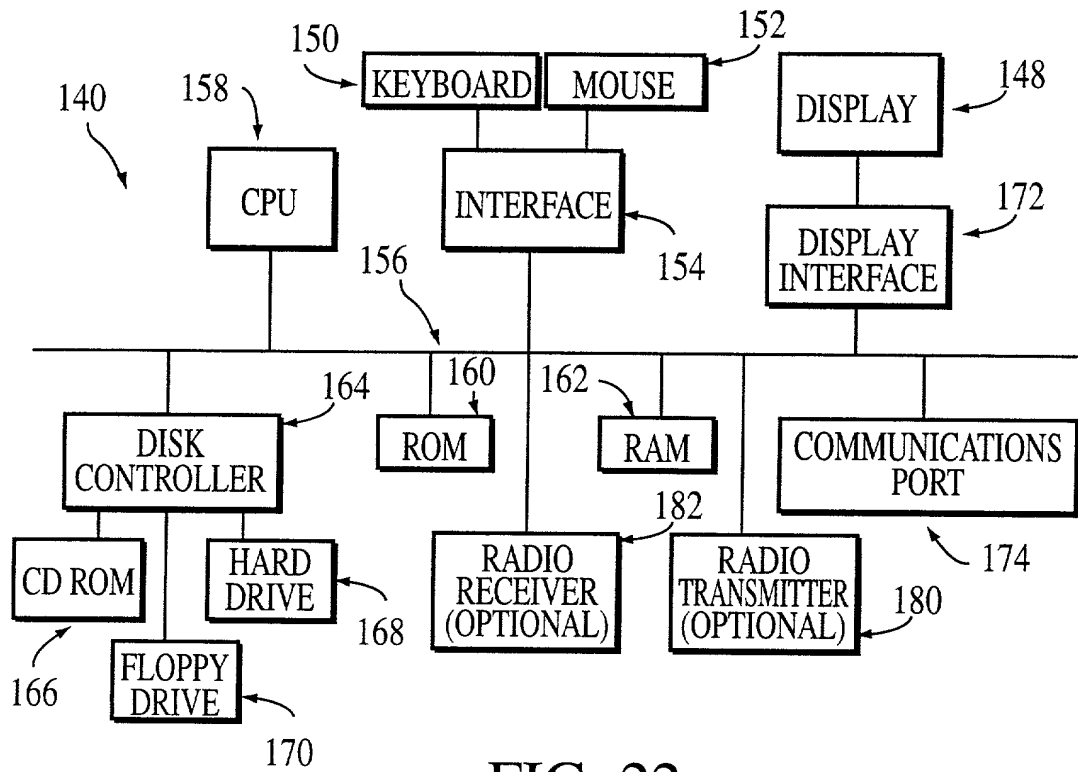 150
152
KEYBOARD
MOUSE
158
140
DISPLAY
148
CPU
INTERFACE
172
DISPLAY
INTERFACE
154
156
164
160
162
DISK
CONTROLLER
ROM
RAM
COMMUNICATIONS
PORT
182
CD ROM
HARD
DRIVE
RADIO
RECEIVER
(OPTIONAL)
RADIO
TRANSMITTER
(OPTIONAL)
174
168
180
166
FLOPPY
DRIVE
170